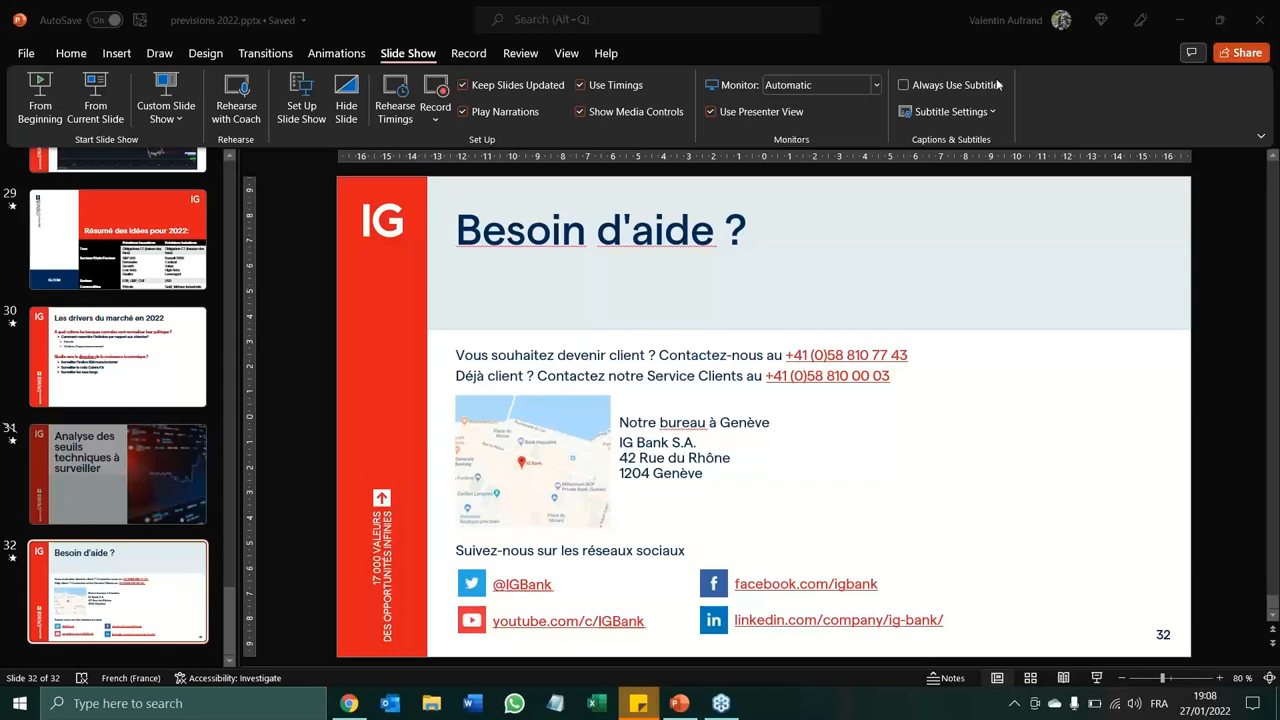 AutoSave On previsions 2022.pptx • Saved
Search (Alt+Q)
Valentin Aufrand
File Home Insert Draw Design Transitions Animations Slide Show Record Review View Help
Share
From Beginning
From Current Slide
Custom Slide Show
Rehearse with Coach
Set Up Slide Show
Hide Slide
Rehearse Timings
Record
Keep Slides Updated
Play Narrations
Use Timings
Show Media Controls
Monitor: Automatic
Use Presenter View
Always Use Subtitle
Subtitle Settings
Start Slide Show
Rehearse
Set Up
Monitors
Captions & Subtitles
29
IG
Résumé des idées pour 2022:
30
IG
Les drivers du marché en 2022
31
IG
Analyse des
seuils
techniques à
surveiller
32
IG
Besoin d'aide ?
IG
17 000 VALEURS
DES OPPORTUNITÉS INFINIES
Besoin d'aide ?
Vous souhaitez devenir client ? Contactez-nous au +41 (0)58 810 77 43
Déjà client ? Contactez notre Service Clients au +41 (0)58 810 00 03
IG Bank
Notre bureau à Genève
IG Bank S.A.
42 Rue du Rhône
1204 Genève
Suivez-nous sur les réseaux sociaux
@IGBank
facebook.com/igbank
youtube.com/c/IGBank
linkedin.com/company/ig-bank/
32
Slide 32 of 32 French (France) Accessibility: Investigate
Notes
80 %
Type here to search
FRA
19:08
27/01/2022